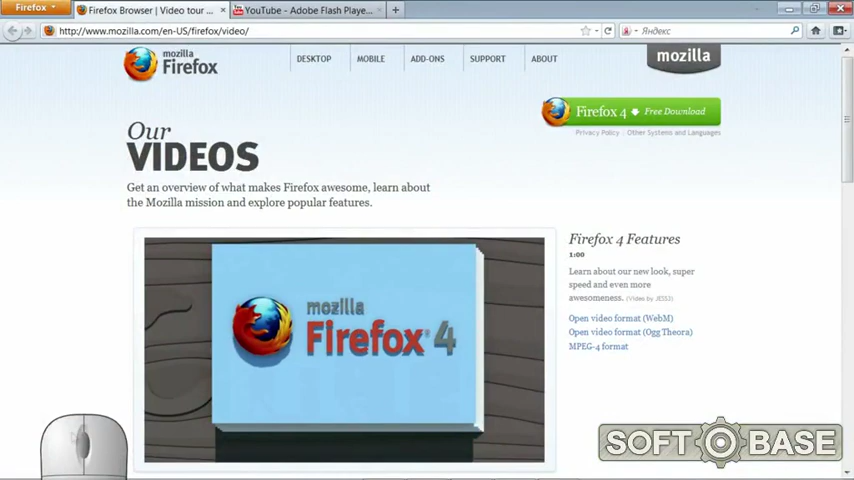 Firefox
Firefox Browser | Video tour ...
YouTube - Adobe Flash Playe...
http://www.mozilla.com/en-US/firefox/video/
Яндекс
mozilla
Firefox
DESKTOP
MOBILE
ADD-ONS
SUPPORT
ABOUT
mozilla
Firefox 4 Free Download
Privacy Policy Other Systems and Languages
Our
VIDEOS
Get an overview of what makes Firefox awesome, learn about
the Mozilla mission and explore popular features.
mozilla
Firefox 4
Firefox 4 Features
1:00
Learn about our new look, super
speed and even more
awesomeness. (Video by JESS3)
Open video format (WebM)
Open video format (Ogg Theora)
MPEG-4 format
SOFT BASE